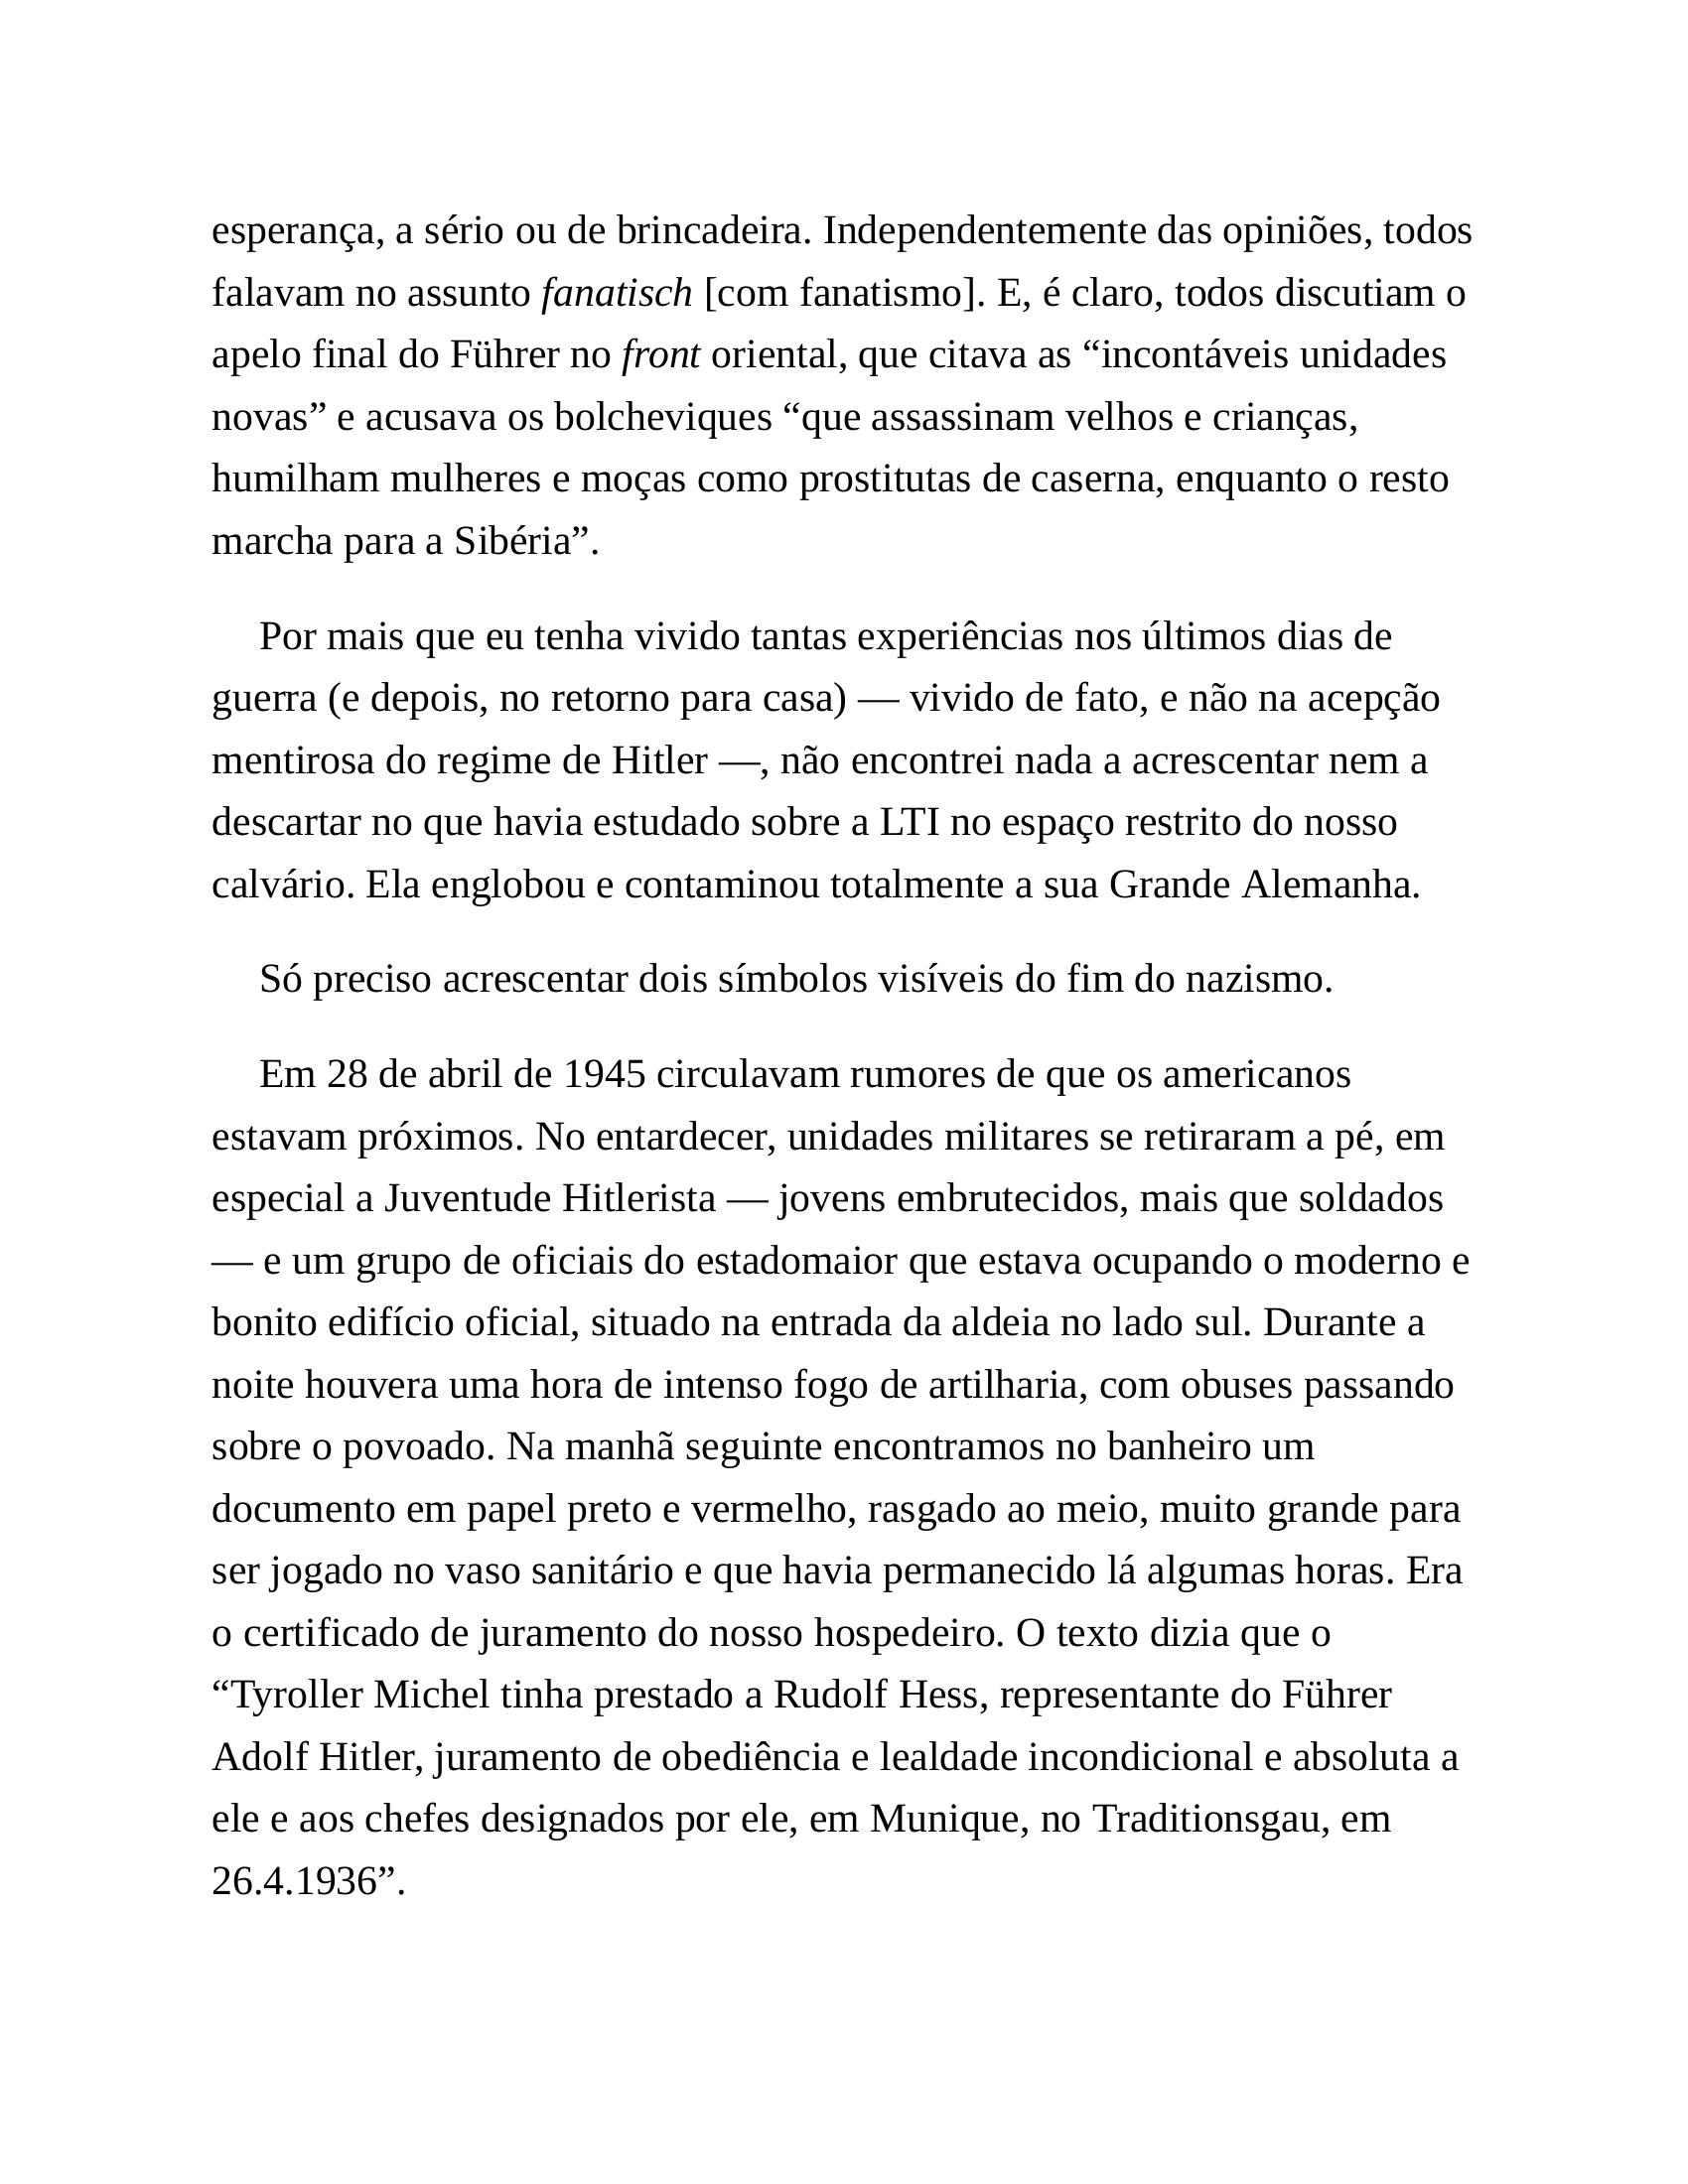 esperança, a sério ou de brincadeira. Independentemente das opiniões, todos
falavam no assunto fanatisch [com fanatismo]. E, é claro, todos discutiam o
apelo final do Führer no front oriental, que citava as “incontáveis unidades
novas” e acusava os bolcheviques “que assassinam velhos e crianças,
humilham mulheres e moças como prostitutas de caserna, enquanto o resto
marcha para a Sibéria”.
Por mais que eu tenha vivido tantas experiências nos últimos dias de
guerra (e depois, no retorno para casa) — vivido de fato, e não na acepção
mentirosa do regime de Hitler —, não encontrei nada a acrescentar nem a
descartar no que havia estudado sobre a LTI no espaço restrito do nosso
calvário. Ela englobou e contaminou totalmente a sua Grande Alemanha.
Só preciso acrescentar dois símbolos visíveis do fim do nazismo.
Em 28 de abril de 1945 circulavam rumores de que os americanos
estavam próximos. No entardecer, unidades militares se retiraram a pé, em
especial a Juventude Hitlerista — jovens embrutecidos, mais que soldados
— e um grupo de oficiais do estadomaior que estava ocupando o moderno e
bonito edifício oficial, situado na entrada da aldeia no lado sul. Durante a
noite houvera uma hora de intenso fogo de artilharia, com obuses passando
sobre o povoado. Na manhã seguinte encontramos no banheiro um
documento em papel preto e vermelho, rasgado ao meio, muito grande para
ser jogado no vaso sanitário e que havia permanecido lá algumas horas. Era
o certificado de juramento do nosso hospedeiro. O texto dizia que o
“Tyroller Michel tinha prestado a Rudolf Hess, representante do Führer
Adolf Hitler, juramento de obediência e lealdade incondicional e absoluta a
ele e aos chefes designados por ele, em Munique, no Traditionsgau, em
26.4.1936”.